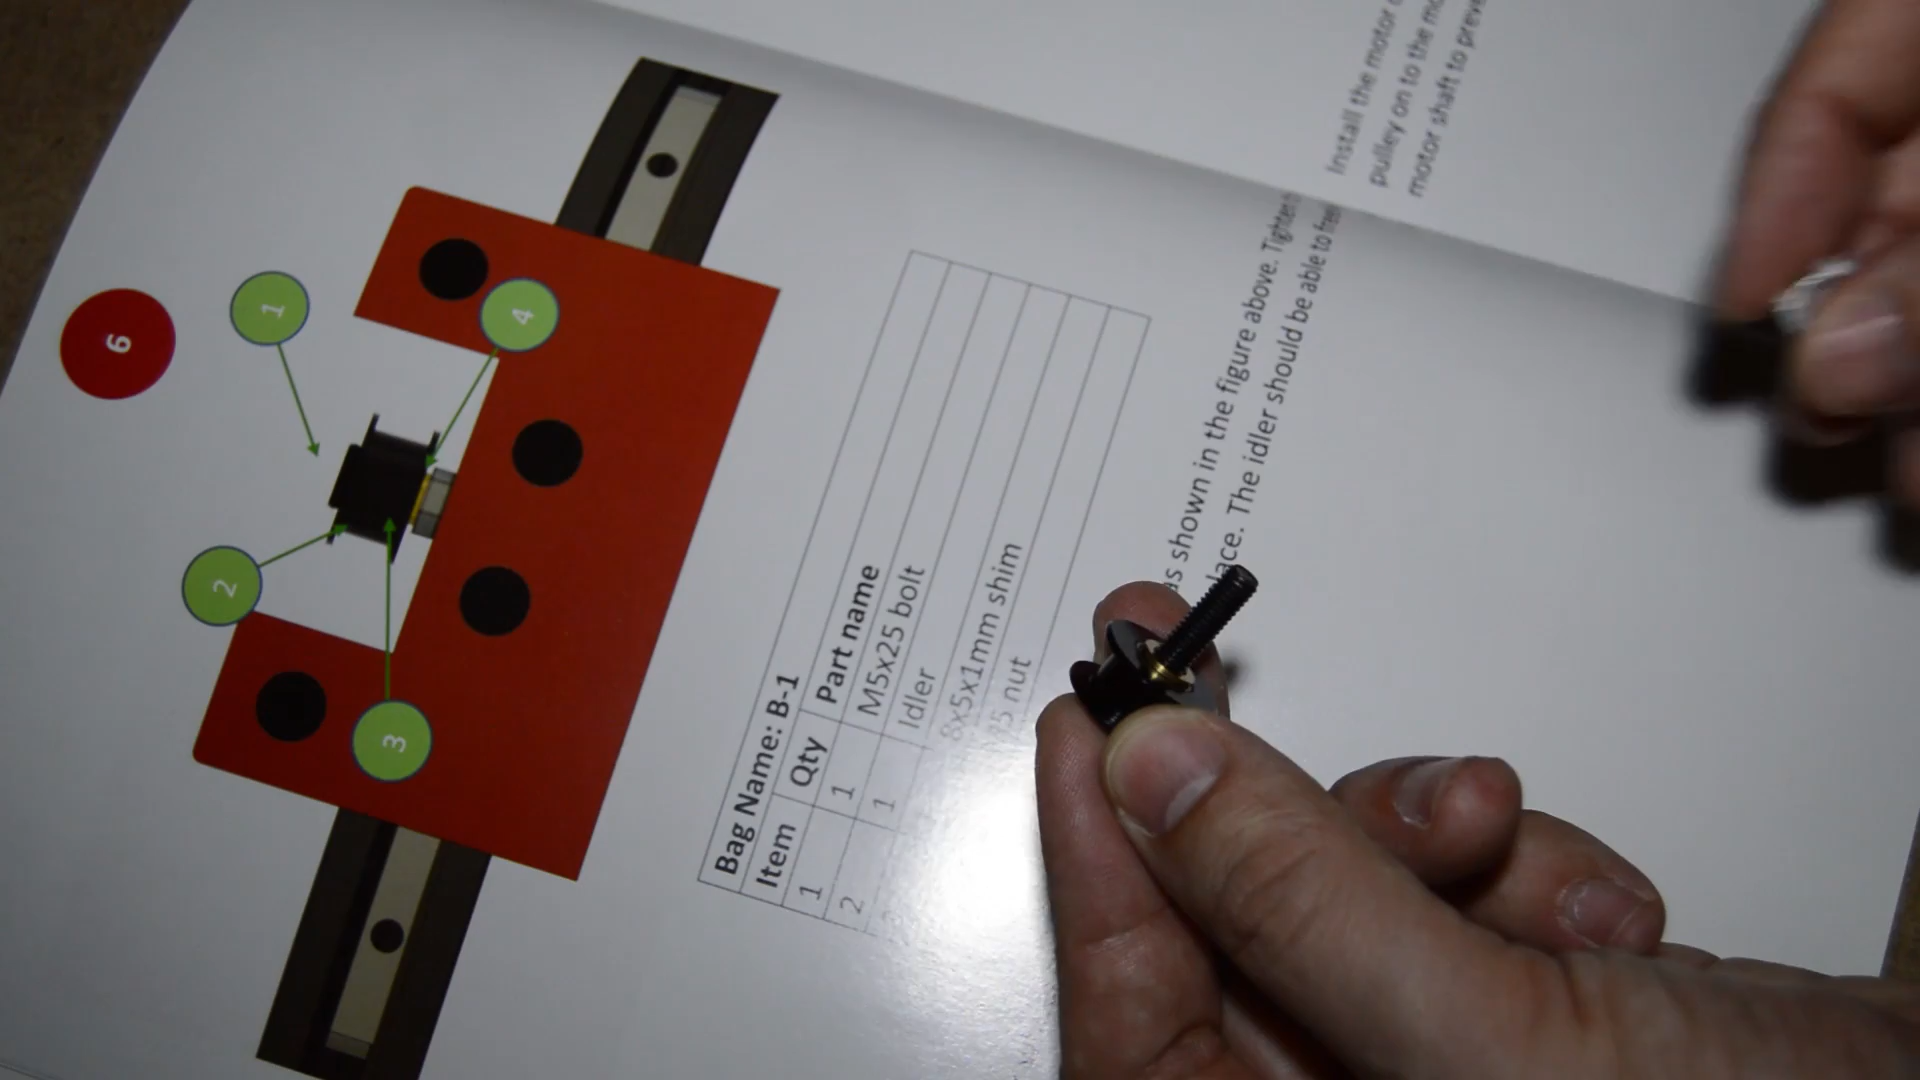 6
1
2
3
4
Bag Name: B-1
Item Qty Part name
1 1 M5x25 bolt
2 1 Idler
8x5x1mm shim
nut
as shown in the figure above. Tighten
The idler should be able to
Install the motor
pulley on to the
motor shaft to